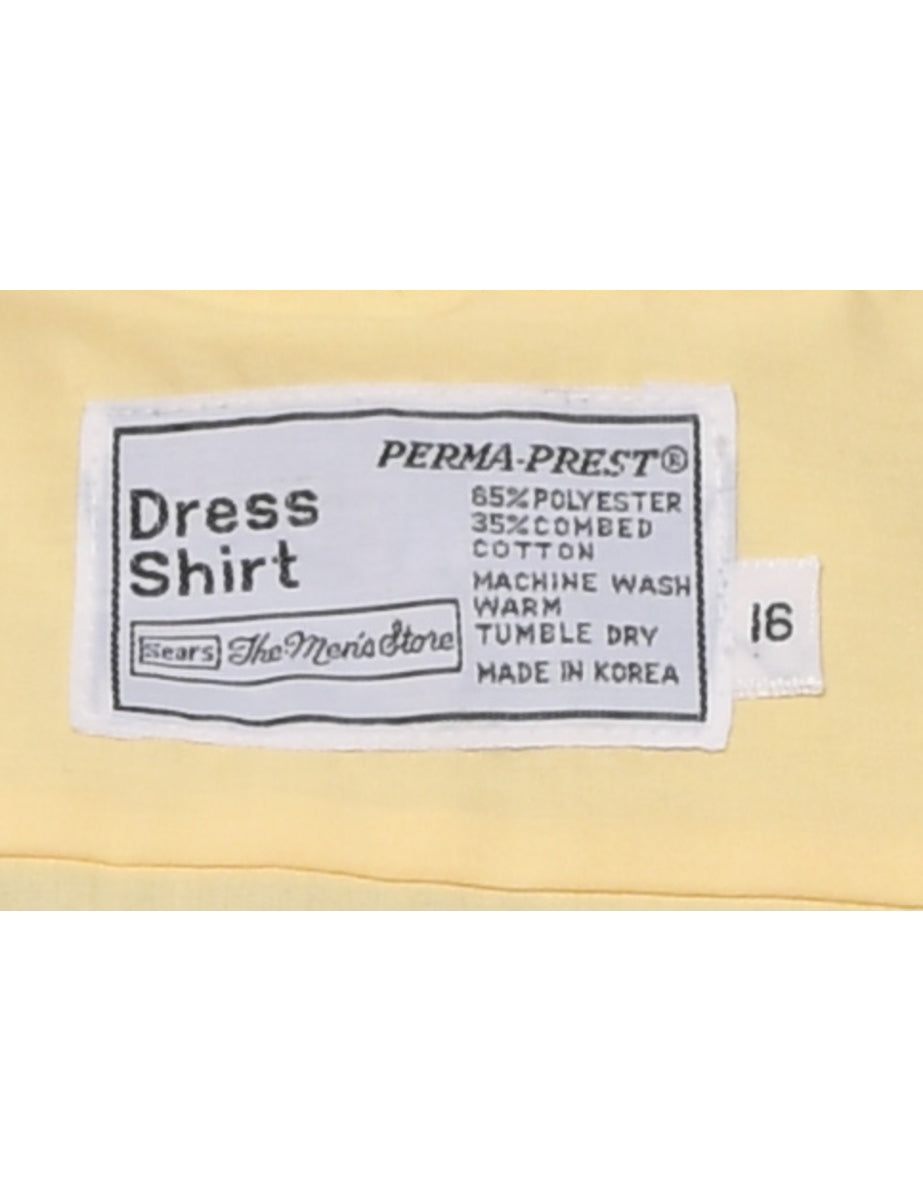 PERMA-PREST®
Dress
Shirt
Sears The Men's Store
65% POLYESTER
35% COMBED
COTTON
MACHINE WASH
WARM
TUMBLE DRY
MADE IN KOREA
16